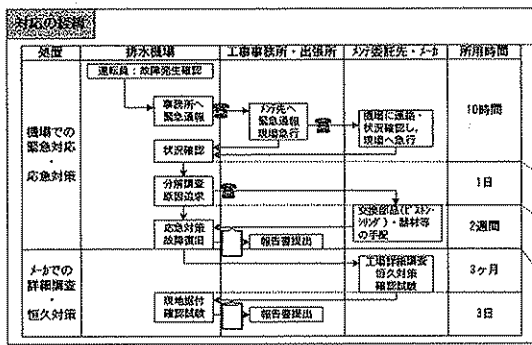 対応の経緯
処置 排水機場 工事事務所・出張所 メンテ委託先・メーカ 所用時間
運転員：故障発生確認
事務所へ
緊急通報
メンテ先へ
緊急通報
現場急行
機場に連絡・
状況確認し、
現場へ急行
10時間
機場での
緊急対応
・
応急対策
状況確認
分解調査
原因追求
1日
交換部品(ピストン・
シリンダ)・器材等
の手配
応急対策
故障復旧
報告書提出
2週間
メーカでの
詳細調査
・
恒久対策
工場詳細調査
恒久対策
確認試験
3ヶ月
現地据付
確認試験
報告書提出
3日